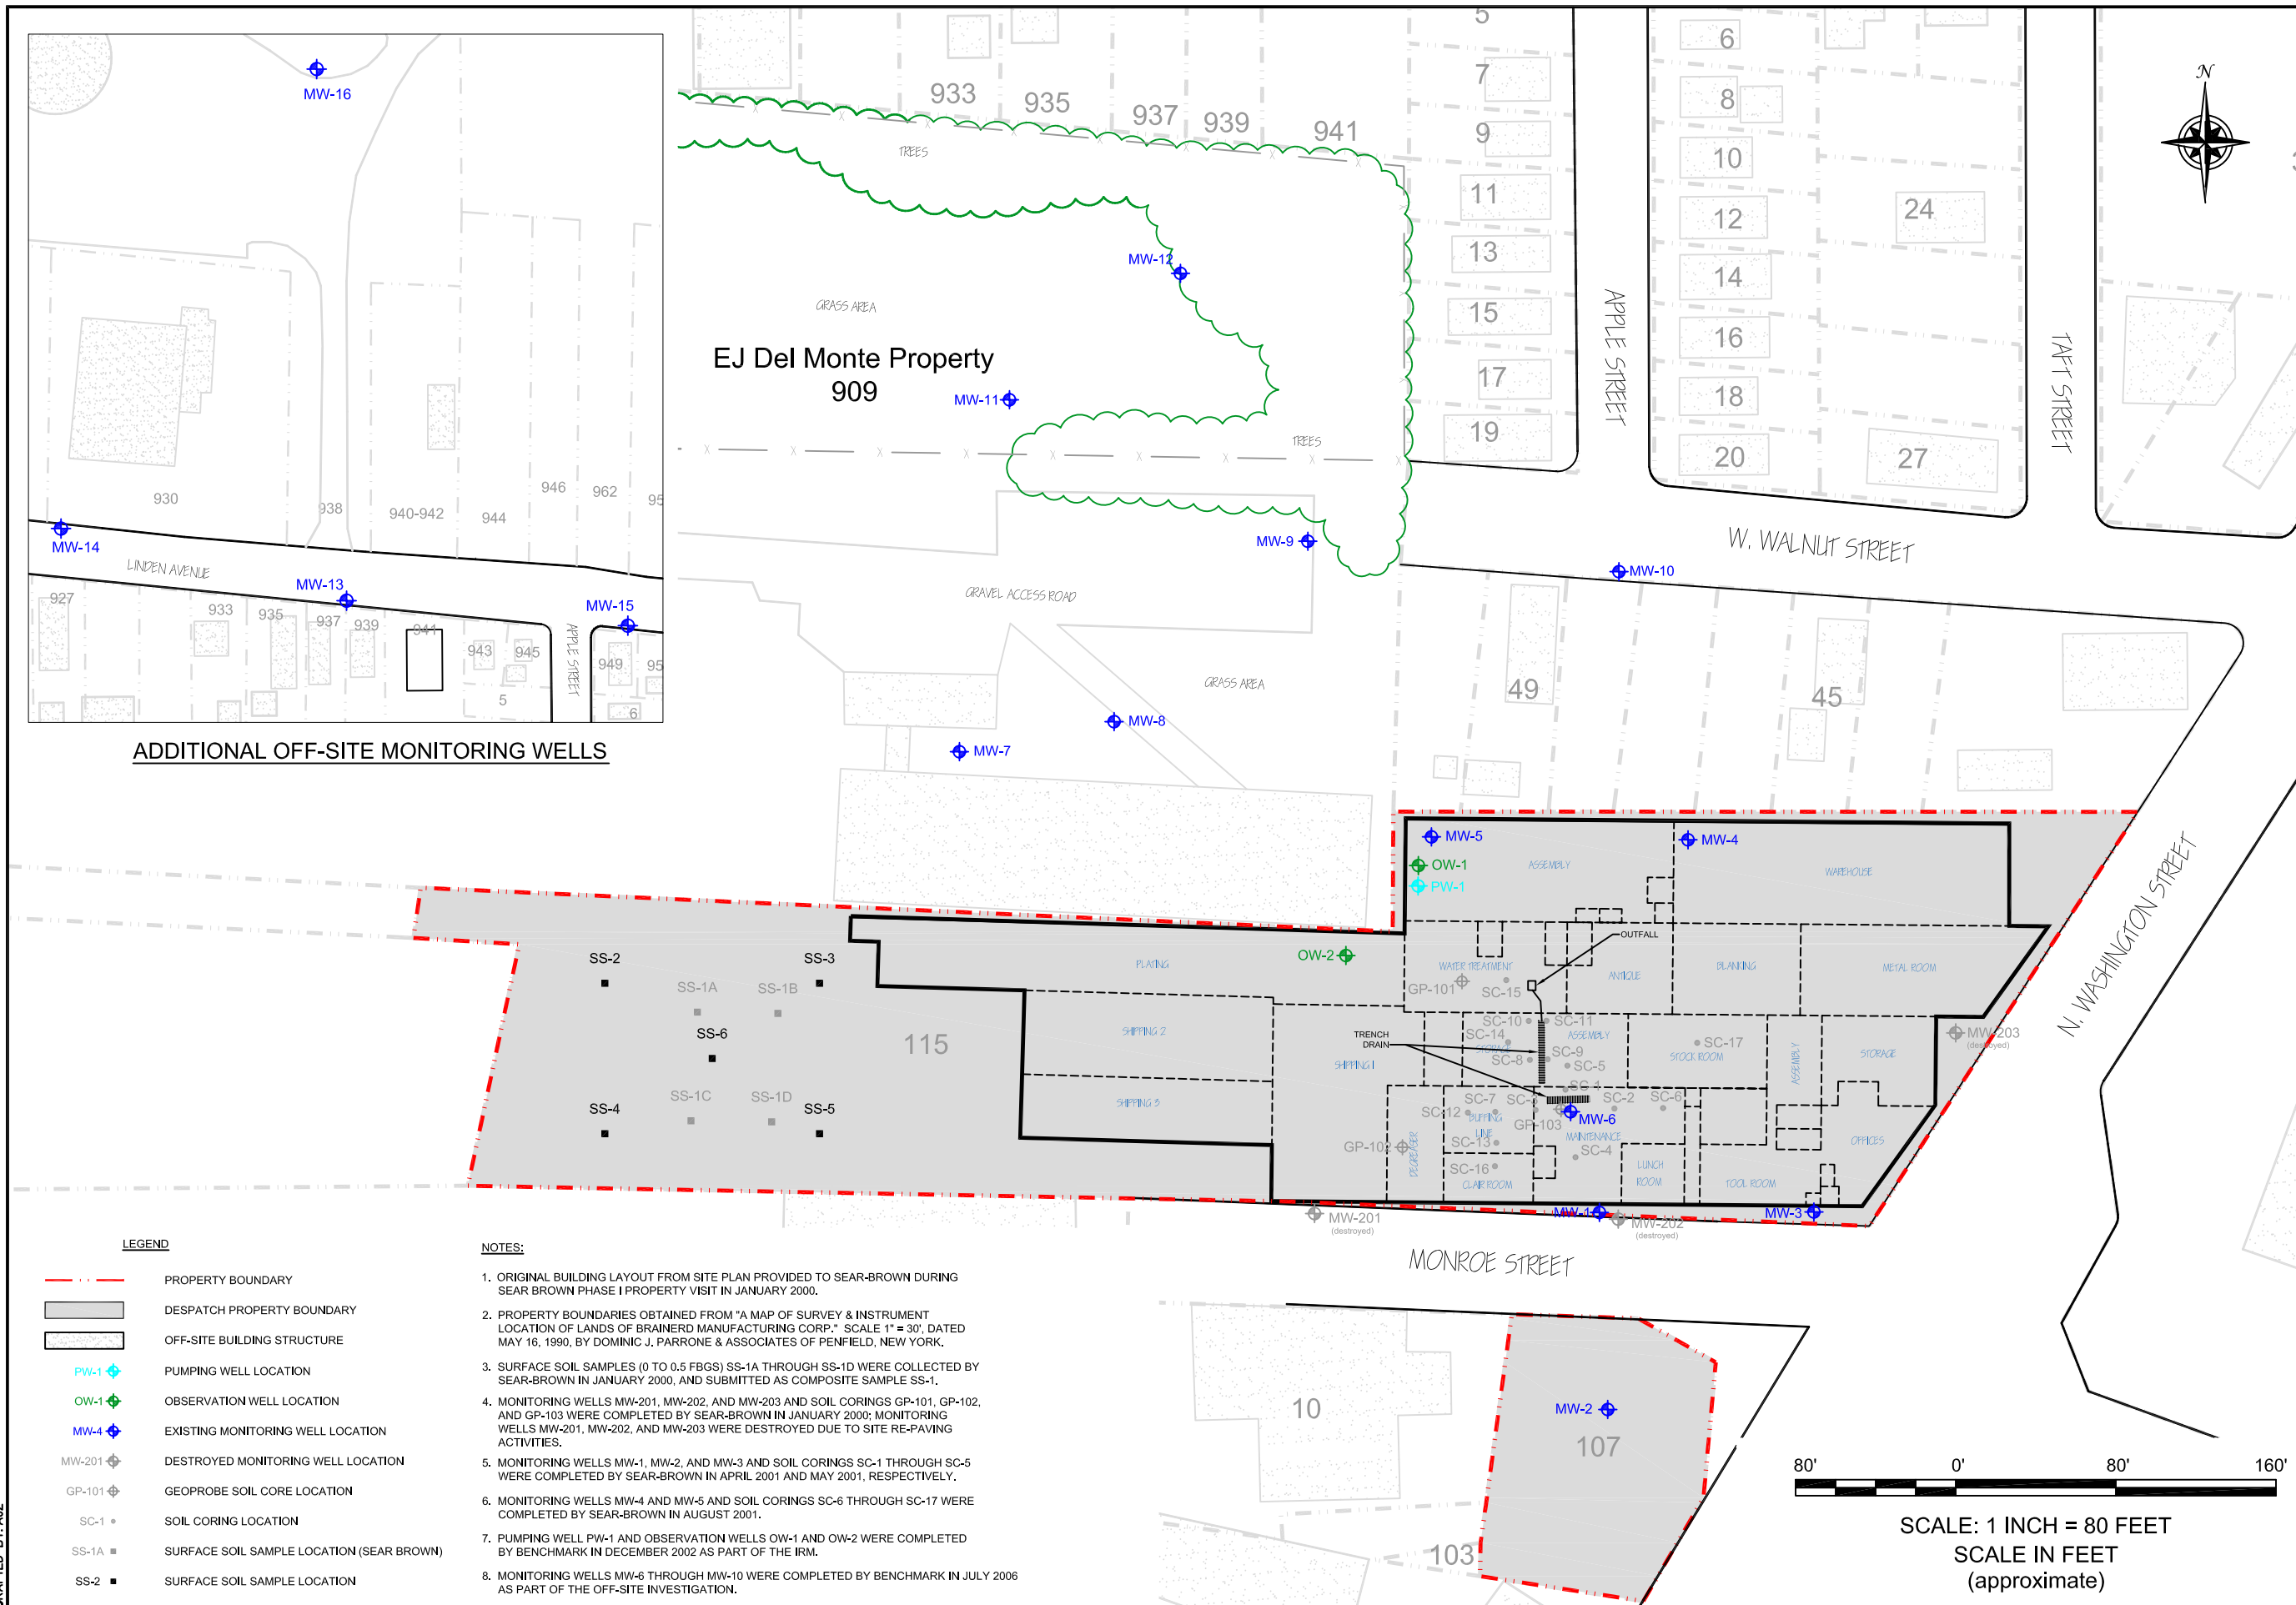 MW-16
930
938
940-942
944
946
962
95
MW-14
LINDEN AVENUE
MW-13
MW-15
927
933
935
937
939
941
943
945
949
95
5
6
APPLE STREET
ADDITIONAL OFF-SITE MONITORING WELLS
933
935
937
939
941
5
7
9
11
13
15
17
19
6
8
10
12
14
16
18
20
24
27
N
TREES
MW-12
GRASS AREA
EJ Del Monte Property
909
MW-11
TREES
APPLE STREET
TAFT STREET
W. WALNUT STREET
MW-9
MW-10
GRAVEL ACCESS ROAD
GRASS AREA
49
45
MW-8
MW-7
N. WASHINGTON STREET
MW-5
MW-4
OW-1
PW-1
ASSEMBLY
WAREHOUSE
OUTFALL
OW-2
PLATING
WATER TREATMENT
ANTIQUE
BLANKING
METAL ROOM
GP-101
SC-15
SS-2
SS-3
SS-1A
SS-1B
SS-6
115
SS-1C
SS-1D
SS-4
SS-5
SHIPPING 2
SHIPPING 3
SHIPPING 1
TRENCH
DRAIN
SC-10
SC-11
SC-14
STORAGE
ASSEMBLY
SC-8
SC-9
SC-5
SC-17
STOCK ROOM
ASSEMBLY
STORAGE
MW-203
(destroyed)
SC-1
SC-7
SC-3
SC-2
SC-6
SC-12
BUFFING
LINE
GP-103
MW-6
MAINTENANCE
SC-13
GP-102
DEGREASER
SC-4
OFFICES
SC-16
CLAIR ROOM
LUNCH
ROOM
TOOL ROOM
MW-201
(destroyed)
MW-1
MW-202
(destroyed)
MW-3
MONROE STREET
10
MW-2
107
103
LEGEND
PROPERTY BOUNDARY
DESPATCH PROPERTY BOUNDARY
OFF-SITE BUILDING STRUCTURE
PW-1 PUMPING WELL LOCATION
OW-1 OBSERVATION WELL LOCATION
MW-4 EXISTING MONITORING WELL LOCATION
MW-201 DESTROYED MONITORING WELL LOCATION
GP-101 GEOPROBE SOIL CORE LOCATION
SC-1 SOIL CORING LOCATION
SS-1A SURFACE SOIL SAMPLE LOCATION (SEAR BROWN)
SS-2 SURFACE SOIL SAMPLE LOCATION
NOTES:
1. ORIGINAL BUILDING LAYOUT FROM SITE PLAN PROVIDED TO SEAR-BROWN DURING
SEAR BROWN PHASE I PROPERTY VISIT IN JANUARY 2000.
2. PROPERTY BOUNDARIES OBTAINED FROM "A MAP OF SURVEY & INSTRUMENT
LOCATION OF LANDS OF BRAINERD MANUFACTURING CORP." SCALE 1" = 30', DATED
MAY 16, 1990, BY DOMINIC J. PARRONE & ASSOCIATES OF PENFIELD, NEW YORK.
3. SURFACE SOIL SAMPLES (0 TO 0.5 FBGS) SS-1A THROUGH SS-1D WERE COLLECTED BY
SEAR-BROWN IN JANUARY 2000, AND SUBMITTED AS COMPOSITE SAMPLE SS-1.
4. MONITORING WELLS MW-201, MW-202, AND MW-203 AND SOIL CORINGS GP-101, GP-102,
AND GP-103 WERE COMPLETED BY SEAR-BROWN IN JANUARY 2000; MONITORING
WELLS MW-201, MW-202, AND MW-203 WERE DESTROYED DUE TO SITE RE-PAVING
ACTIVITIES.
5. MONITORING WELLS MW-1, MW-2, AND MW-3 AND SOIL CORINGS SC-1 THROUGH SC-5
WERE COMPLETED BY SEAR-BROWN IN APRIL 2001 AND MAY 2001, RESPECTIVELY.
6. MONITORING WELLS MW-4 AND MW-5 AND SOIL CORINGS SC-6 THROUGH SC-17 WERE
COMPLETED BY SEAR-BROWN IN AUGUST 2001.
7. PUMPING WELL PW-1 AND OBSERVATION WELLS OW-1 AND OW-2 WERE COMPLETED
BY BENCHMARK IN DECEMBER 2002 AS PART OF THE IRM.
8. MONITORING WELLS MW-6 THROUGH MW-10 WERE COMPLETED BY BENCHMARK IN JULY 2006
AS PART OF THE OFF-SITE INVESTIGATION.
80' 0' 80' 160'
SCALE: 1 INCH = 80 FEET
SCALE IN FEET
(approximate)